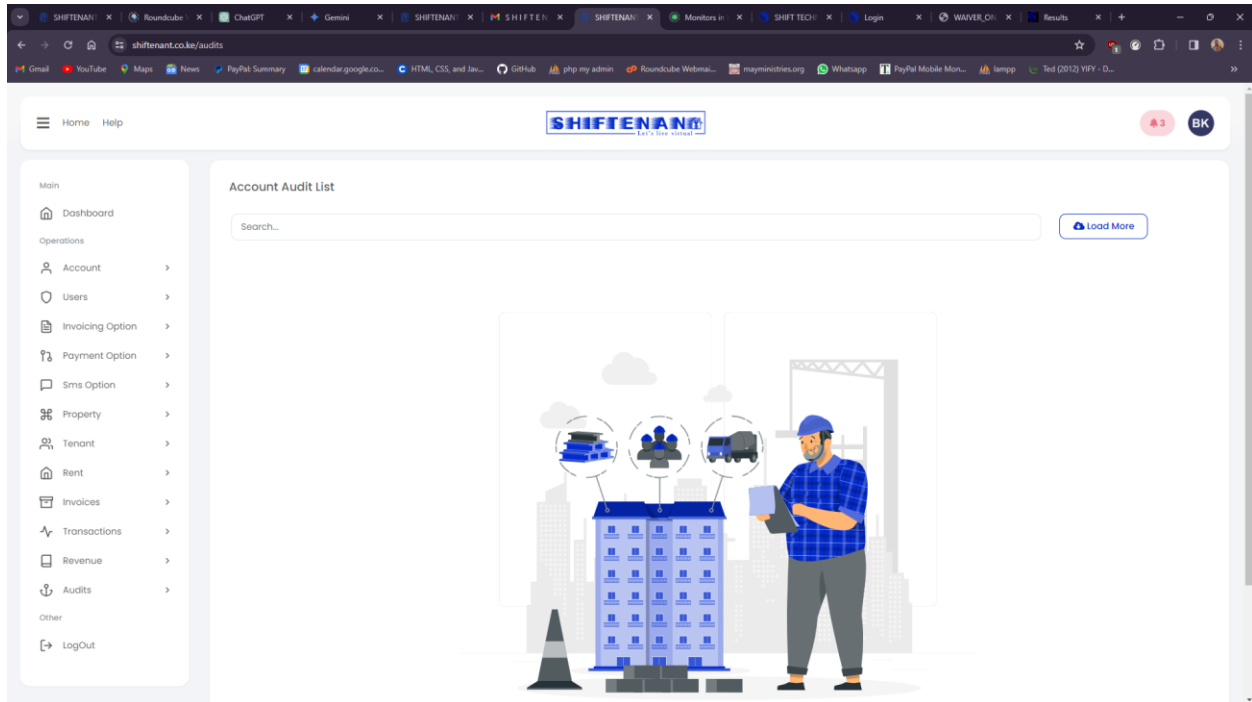 SHIFTENANT Roundcube ChatGPT Gemini SHIFTENANT M S H I F T E N SHIFTENANT Monitors in SHIFT TECH Login WAIVER_ON Results
shiftenant.co.ke/audits
Gmail YouTube Maps News PayPal: Summary calendar.google.co... HTML, CSS, and Jav... GitHub php my admin Roundcube Webmai... mayministries.org Whatsapp PayPal Mobile Mon... lampp Ted (2012) YIFY - D...
Home Help
SHIFTENANT
Let's live virtual
3
BK
Main
Dashboard
Operations
Account
Users
Invoicing Option
Payment Option
Sms Option
Property
Tenant
Rent
Invoices
Transactions
Revenue
Audits
Other
LogOut
Account Audit List
Search...
Load More